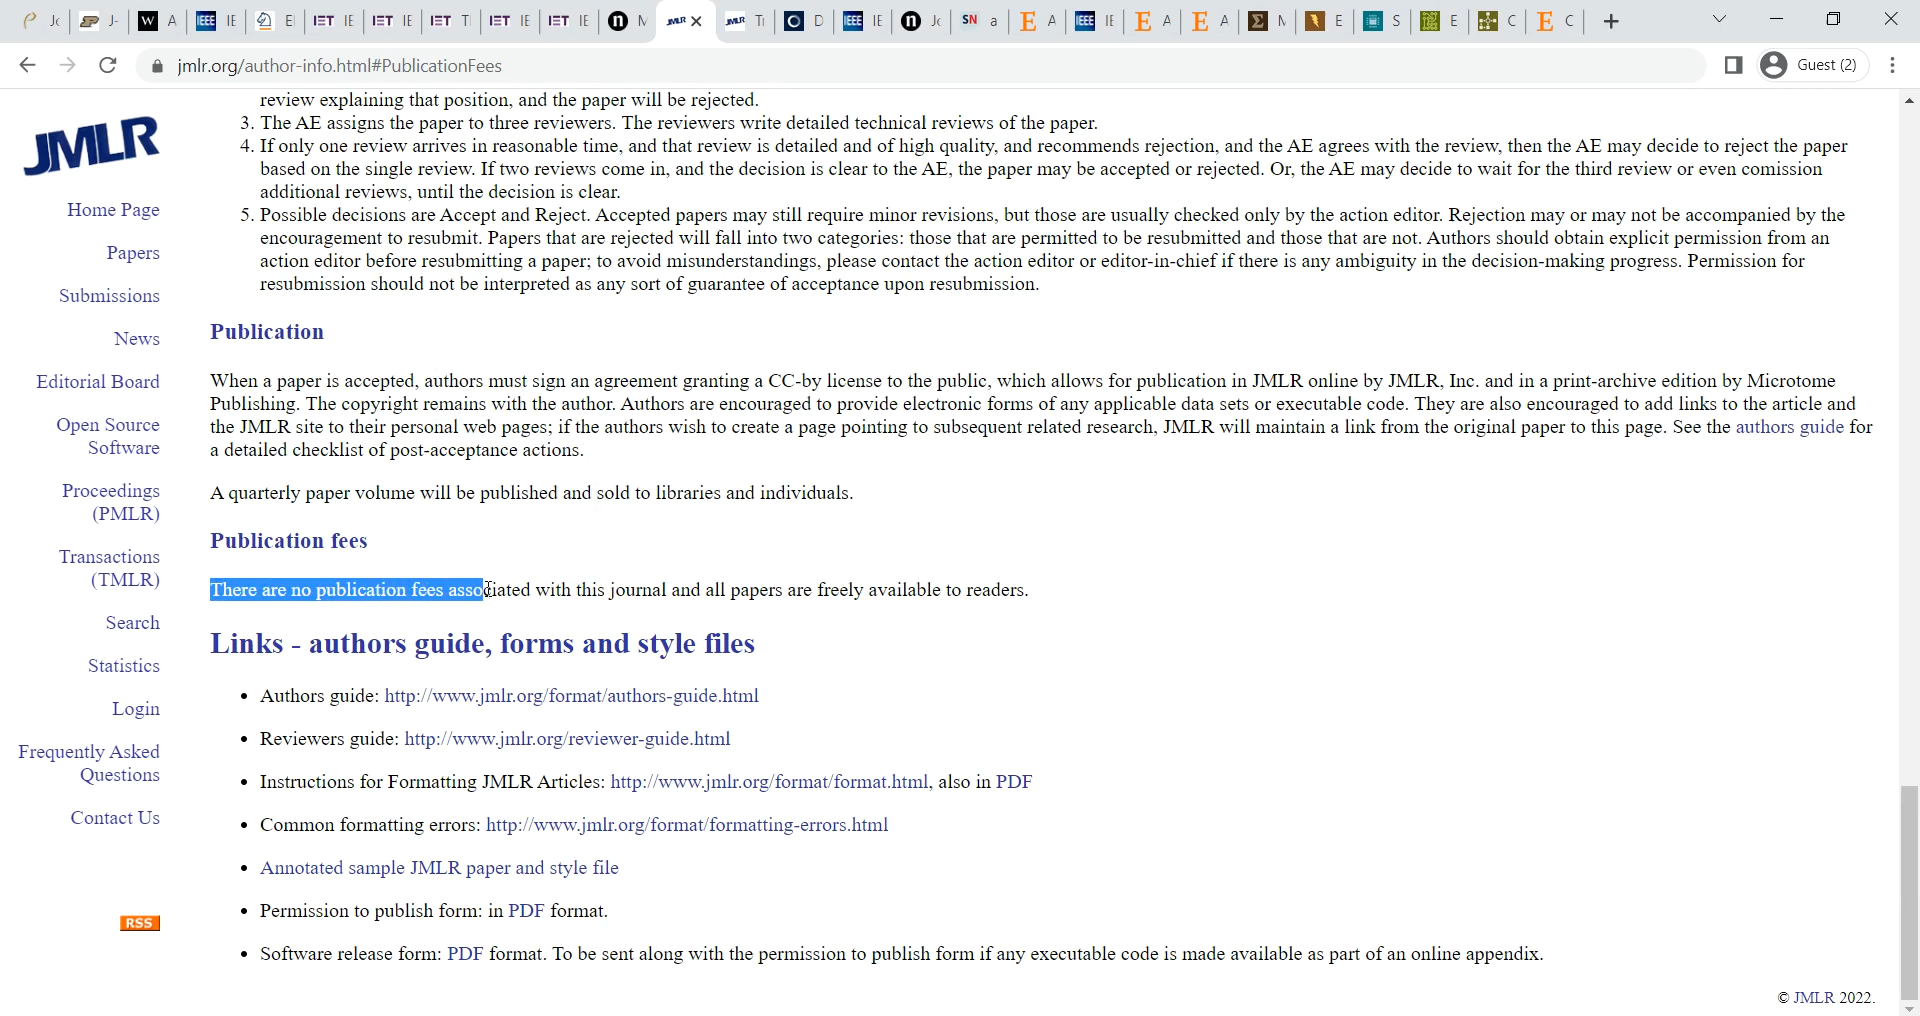 Jc J- A IE El IE IE Tl IE IE M Ti D IE Jc a A IE A A M E S E C C
jmlr.org/author-info.html#PublicationFees
Guest (2)
JMLR
Home Page
Papers
Submissions
News
Editorial Board
Open Source
Software
Proceedings
(PMLR)
Transactions
(TMLR)
Search
Statistics
Login
Frequently Asked
Questions
Contact Us
RSS
review explaining that position, and the paper will be rejected.
3. The AE assigns the paper to three reviewers. The reviewers write detailed technical reviews of the paper.
4. If only one review arrives in reasonable time, and that review is detailed and of high quality, and recommends rejection, and the AE agrees with the review, then the AE may decide to reject the paper
based on the single review. If two reviews come in, and the decision is clear to the AE, the paper may be accepted or rejected. Or, the AE may decide to wait for the third review or even comission
additional reviews, until the decision is clear.
5. Possible decisions are Accept and Reject. Accepted papers may still require minor revisions, but those are usually checked only by the action editor. Rejection may or may not be accompanied by the
encouragement to resubmit. Papers that are rejected will fall into two categories: those that are permitted to be resubmitted and those that are not. Authors should obtain explicit permission from an
action editor before resubmitting a paper; to avoid misunderstandings, please contact the action editor or editor-in-chief if there is any ambiguity in the decision-making progress. Permission for
resubmission should not be interpreted as any sort of guarantee of acceptance upon resubmission.
Publication
When a paper is accepted, authors must sign an agreement granting a CC-by license to the public, which allows for publication in JMLR online by JMLR, Inc. and in a print-archive edition by Microtome
Publishing. The copyright remains with the author. Authors are encouraged to provide electronic forms of any applicable data sets or executable code. They are also encouraged to add links to the article and
the JMLR site to their personal web pages; if the authors wish to create a page pointing to subsequent related research, JMLR will maintain a link from the original paper to this page. See the authors guide for
a detailed checklist of post-acceptance actions.
A quarterly paper volume will be published and sold to libraries and individuals.
Publication fees
There are no publication fees associated with this journal and all papers are freely available to readers.
Links - authors guide, forms and style files
• Authors guide: http://www.jmlr.org/format/authors-guide.html
• Reviewers guide: http://www.jmlr.org/reviewer-guide.html
• Instructions for Formatting JMLR Articles: http://www.jmlr.org/format/format.html, also in PDF
• Common formatting errors: http://www.jmlr.org/format/formatting-errors.html
• Annotated sample JMLR paper and style file
• Permission to publish form: in PDF format.
• Software release form: PDF format. To be sent along with the permission to publish form if any executable code is made available as part of an online appendix.
© JMLR 2022.